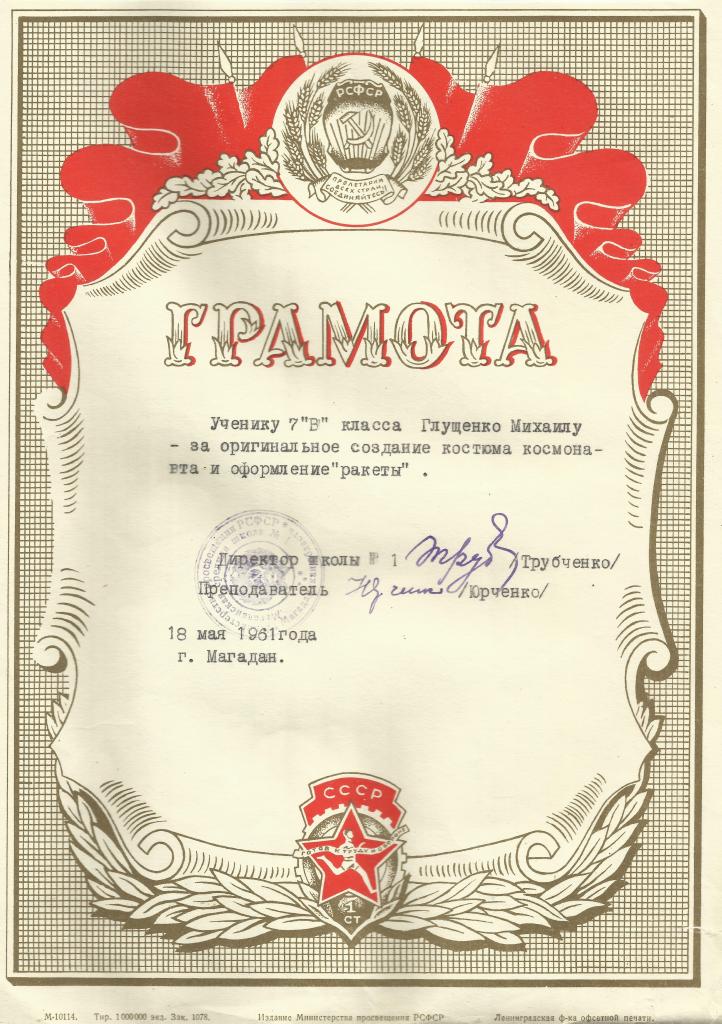 РСФСР
ПРОЛЕТАРИИ
ВСЕХ СТРАН,
СОЕДИНЯЙТЕСЬ!
ГРАМОТА
Ученику 7"В" класса Глущенко Михаилу
- за оригинальное создание костюма космона-
вта и оформление"ракеты" .
Директор школы № 1 /Трубченко/
Преподаватель /Юрченко/
18 мая 1961года
г. Магадан.
СССР
ГОТОВ К ТРУДУ И ОБОРОНЕ
1
СТ
М-10114. Тир. 1000000 экз. Зак. 1078. Издание Министерства просвещения РСФСР Ленинградская ф-ка офсетной печати.